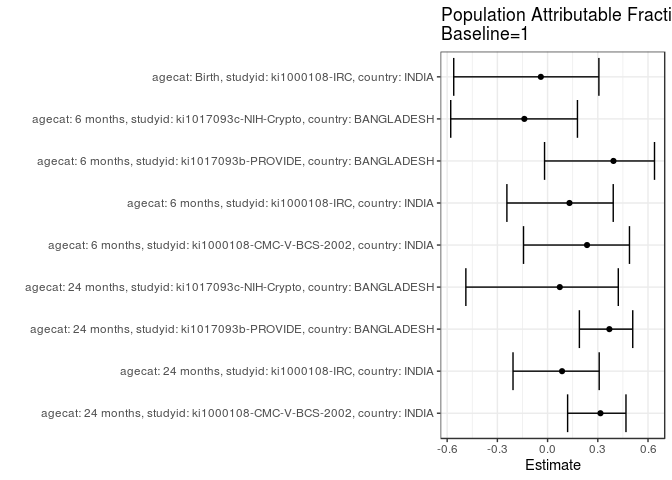 Population Attributable Fracti
Baseline=1
agecat: Birth, studyid: ki1000108-IRC, country: INDIA
agecat: 6 months, studyid: ki1017093c-NIH-Crypto, country: BANGLADESH
agecat: 6 months, studyid: ki1017093b-PROVIDE, country: BANGLADESH
agecat: 6 months, studyid: ki1000108-IRC, country: INDIA
agecat: 6 months, studyid: ki1000108-CMC-V-BCS-2002, country: INDIA
agecat: 24 months, studyid: ki1017093c-NIH-Crypto, country: BANGLADESH
agecat: 24 months, studyid: ki1017093b-PROVIDE, country: BANGLADESH
agecat: 24 months, studyid: ki1000108-IRC, country: INDIA
agecat: 24 months, studyid: ki1000108-CMC-V-BCS-2002, country: INDIA
-0.6 -0.3 0.0 0.3 0.6
Estimate